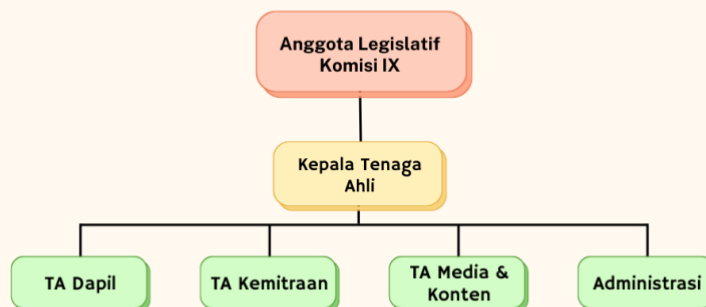 Anggota Legislatif
Komisi IX
Kepala Tenaga
Ahli
TA Dapil
TA Kemitraan
TA Media &
Konten
Administrasi